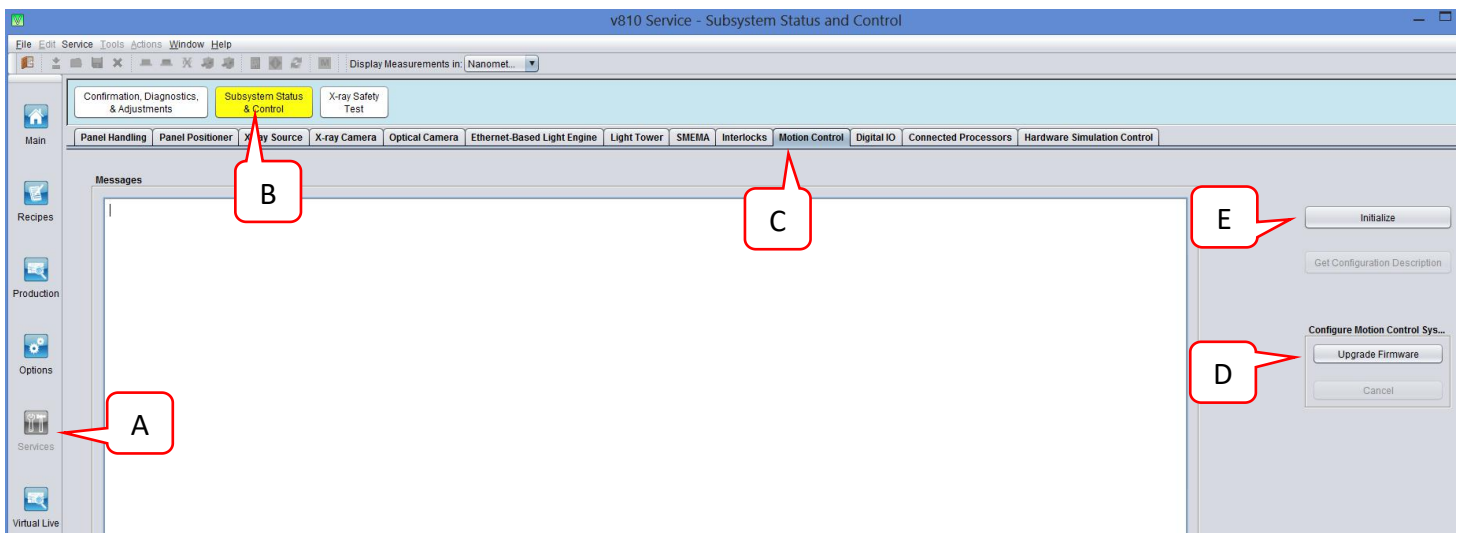 v810 Service - Subsystem Status and Control
File Edit Service Tools Actions Window Help
Display Measurements in: Nanomet...
Confirmation, Diagnostics,
& Adjustments
Subsystem Status
& Control
X-ray Safety
Test
Main
Panel Handling Panel Positioner X-ray Source X-ray Camera Optical Camera Ethernet-Based Light Engine Light Tower SMEMA Interlocks Motion Control Digital IO Connected Processors Hardware Simulation Control
Messages
B
C
E
Recipes
Initialize
Get Configuration Description
Production
Configure Motion Control Sys...
Upgrade Firmware
D
Options
Cancel
A
Services
Virtual Live